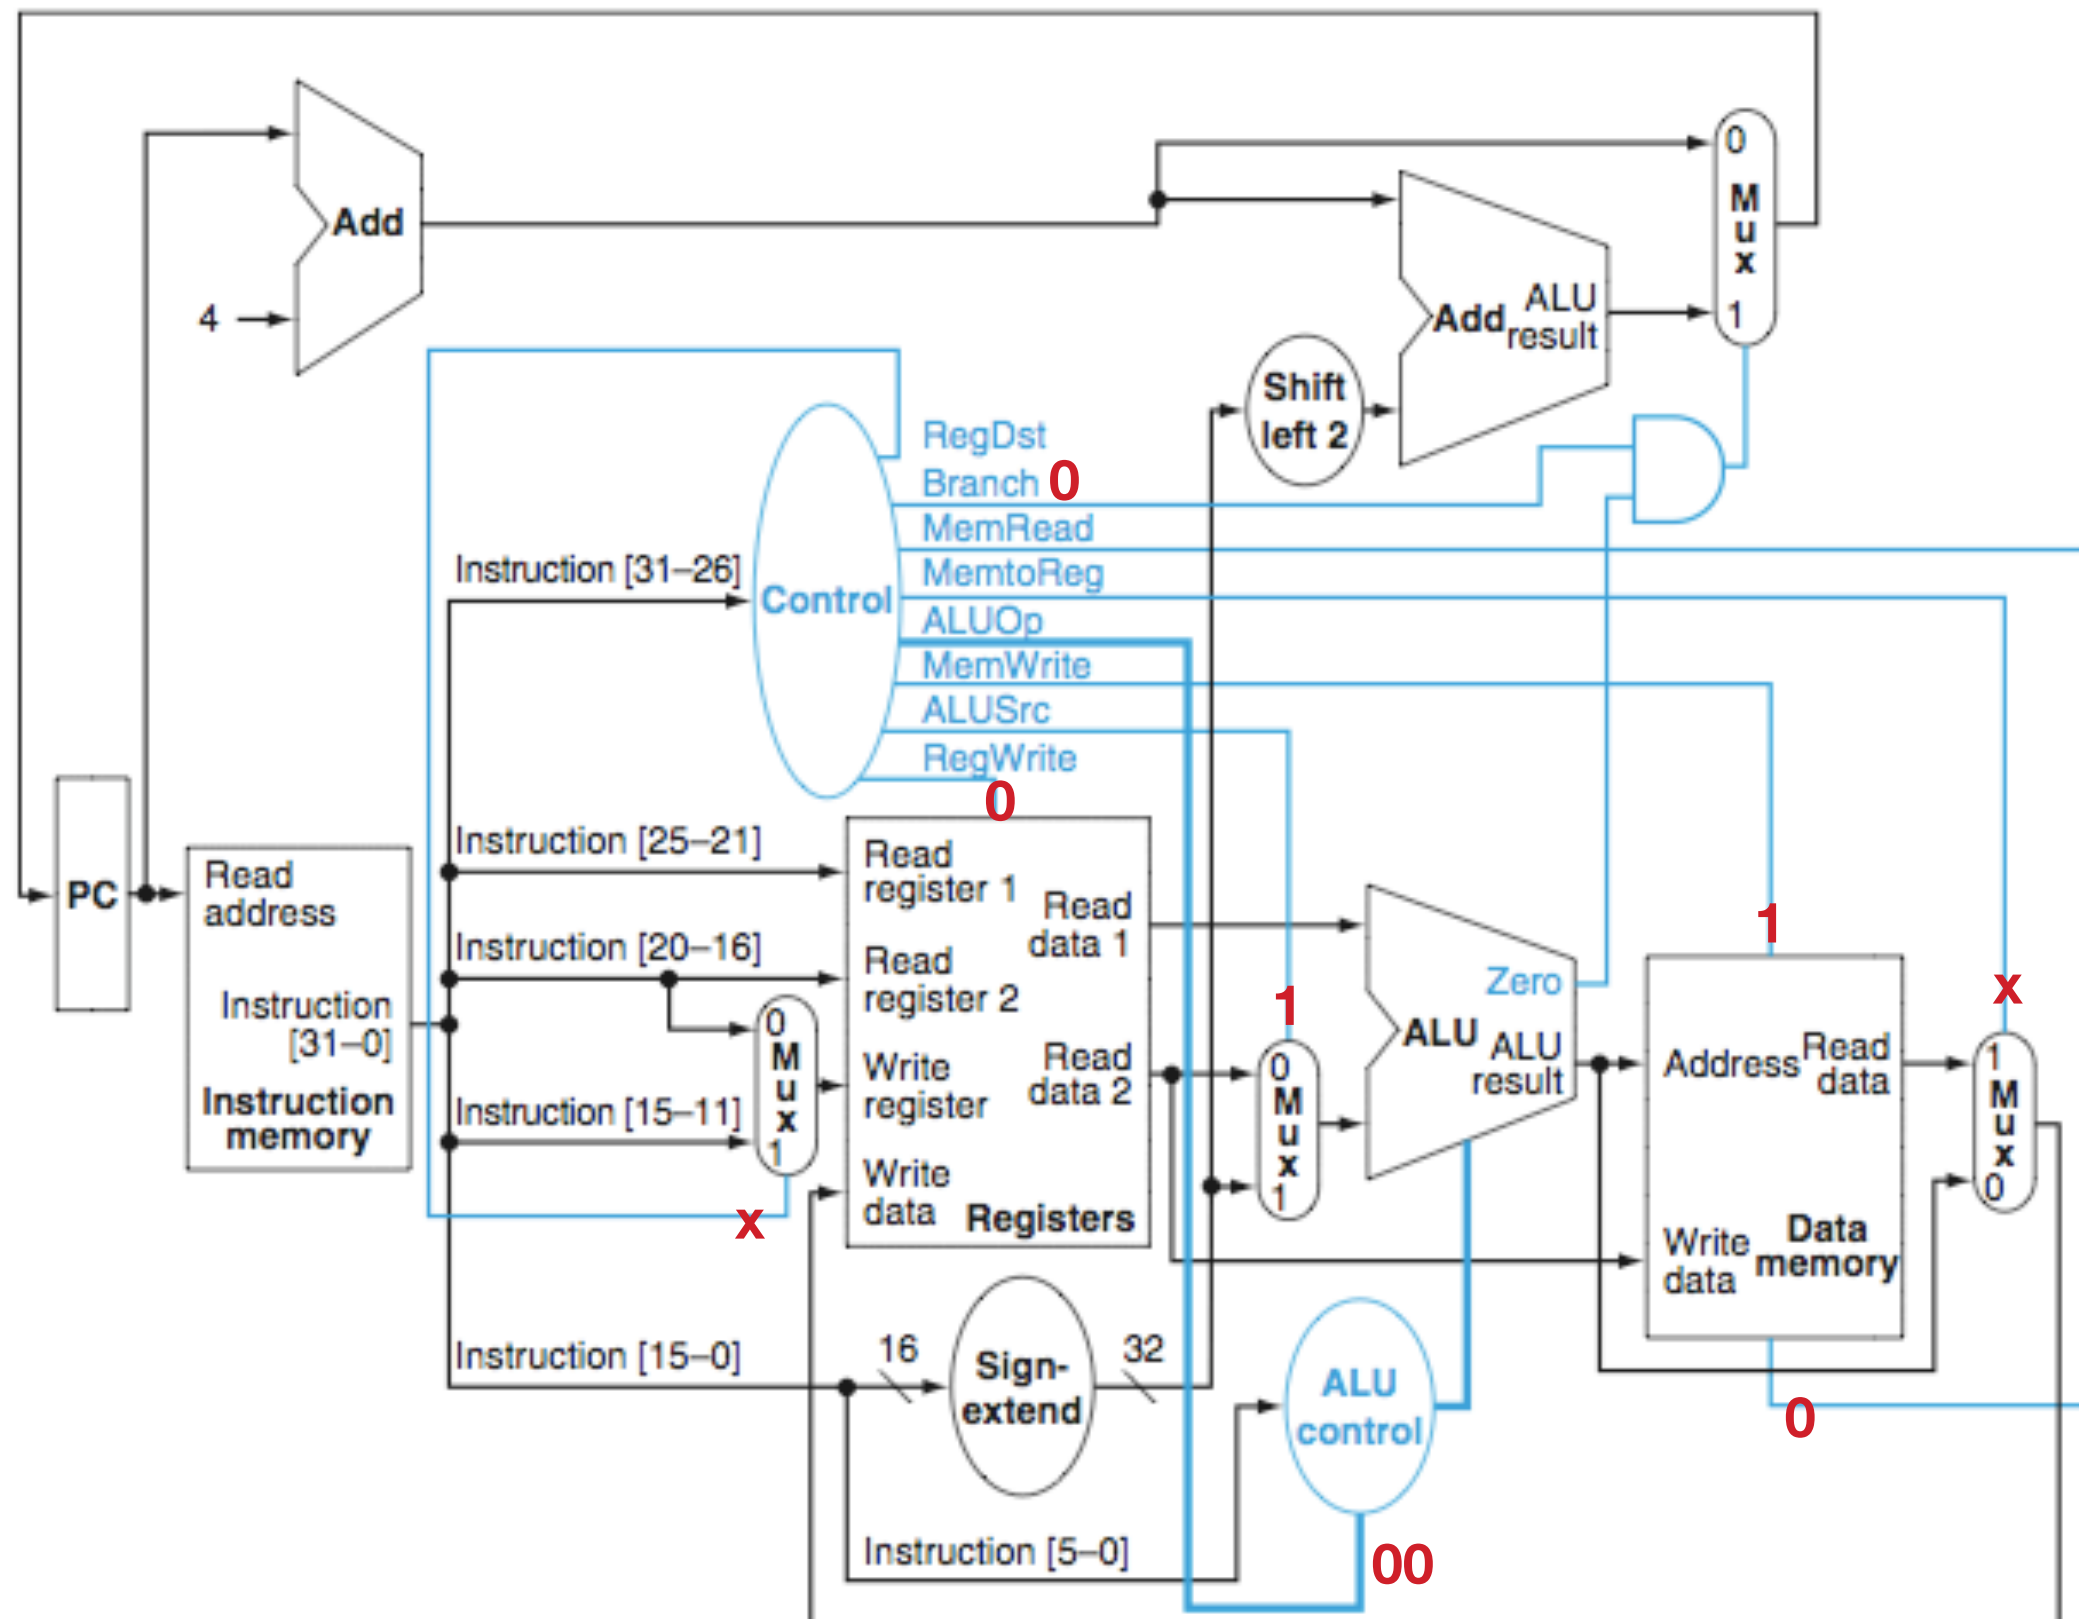 0
M
u
x
1
Add
4
Add
ALU
result
Shift
left 2
RegDst
Branch 0
MemRead
MemtoReg
ALUOp
MemWrite
ALUSrc
RegWrite
0
Control
Instruction [31–26]
Instruction [25–21]
Instruction [20–16]
Instruction [15–11]
Instruction [15–0]
Instruction [5–0]
PC
Read
address
Instruction
[31–0]
Instruction
memory
0
M
u
x
1
x
Read
register 1
Read
register 2
Write
register
Write
data
Read
data 1
Read
data 2
Registers
16
Sign-
extend
32
1
0
M
u
x
1
Zero
ALU
ALU
result
ALU
control
00
1
Address
Read
data
Write
data
Data
memory
0
x
1
M
u
x
0